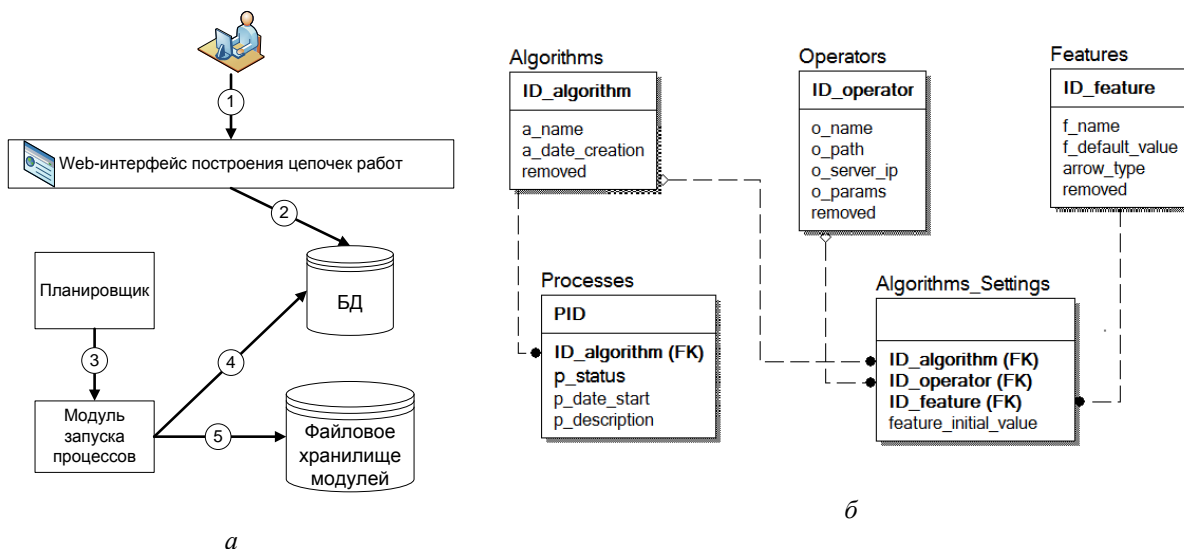 1
Web-интерфейс построения цепочек работ
2
Планировщик
БД
3
4
Модуль
запуска
процессов
5
Файловое
хранилище
модулей
а
Algorithms
ID_algorithm
a_name
a_date_creation
removed
Operators
ID_operator
o_name
o_path
o_server_ip
o_params
removed
Features
ID_feature
f_name
f_default_value
arrow_type
removed
Processes
PID
ID_algorithm (FK)
p_status
p_date_start
p_description
Algorithms_Settings
ID_algorithm (FK)
ID_operator (FK)
ID_feature (FK)
feature_initial_value
б